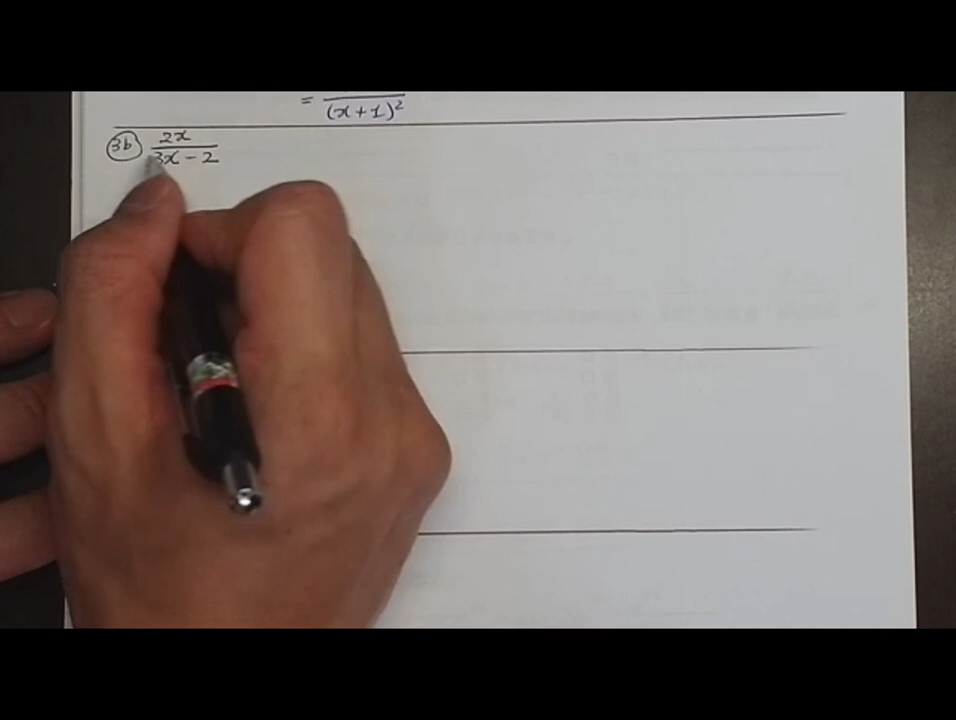 = ——— / (x+1)²
3b 2x / 3x - 2